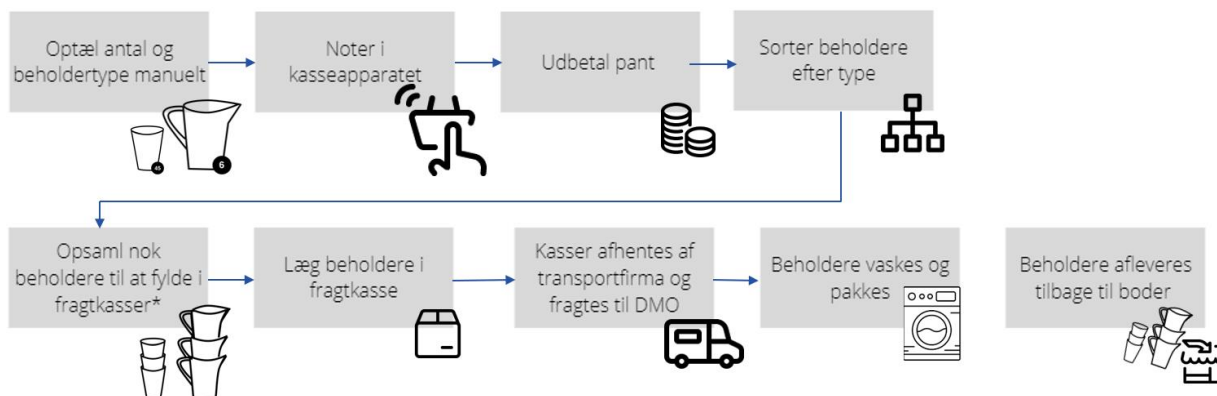 Optæl antal og
beholdertype manuelt
45
6
Noter i
kasseapparatet
Udbetal pant
Sorter beholdere
efter type
Opsaml nok
beholdere til at fylde i
fragtkasser*
Læg beholdere i
fragtkasse
Kasser afhentes af
transportfirma og
fragtes til DMO
Beholdere vaskes og
pakkes
Beholdere afleveres
tilbage til boder